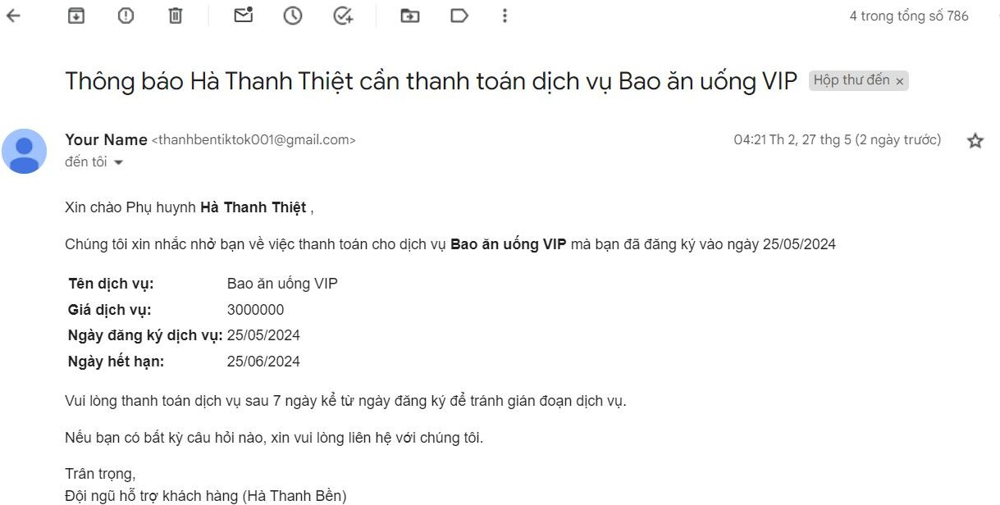 4 trong tổng số 786
Thông báo Hà Thanh Thiệt cần thanh toán dịch vụ Bao ăn uống VIP Hộp thư đến ×
Your Name <thanhbentiktok001@gmail.com> 04:21 Th 2, 27 thg 5 (2 ngày trước)
đến tôi
Xin chào Phụ huynh Hà Thanh Thiệt ,
Chúng tôi xin nhắc nhở bạn về việc thanh toán cho dịch vụ Bao ăn uống VIP mà bạn đã đăng ký vào ngày 25/05/2024
Tên dịch vụ: Bao ăn uống VIP
Giá dịch vụ: 3000000
Ngày đăng ký dịch vụ: 25/05/2024
Ngày hết hạn: 25/06/2024
Vui lòng thanh toán dịch vụ sau 7 ngày kể từ ngày đăng ký để tránh gián đoạn dịch vụ.
Nếu bạn có bất kỳ câu hỏi nào, xin vui lòng liên hệ với chúng tôi.
Trân trọng,
Đội ngũ hỗ trợ khách hàng (Hà Thanh Bền)